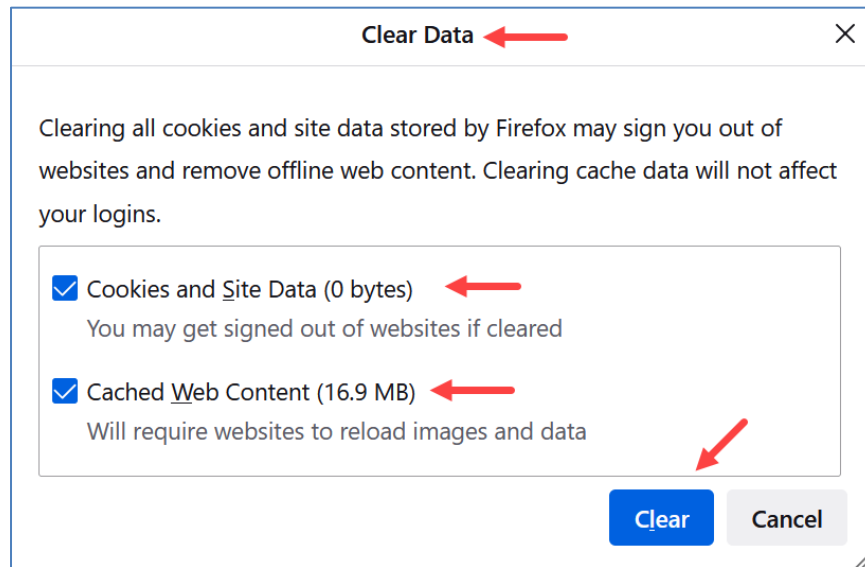 Clear Data
Clearing all cookies and site data stored by Firefox may sign you out of
websites and remove offline web content. Clearing cache data will not affect
your logins.
Cookies and Site Data (0 bytes)
You may get signed out of websites if cleared
Cached Web Content (16.9 MB)
Will require websites to reload images and data
Clear Cancel